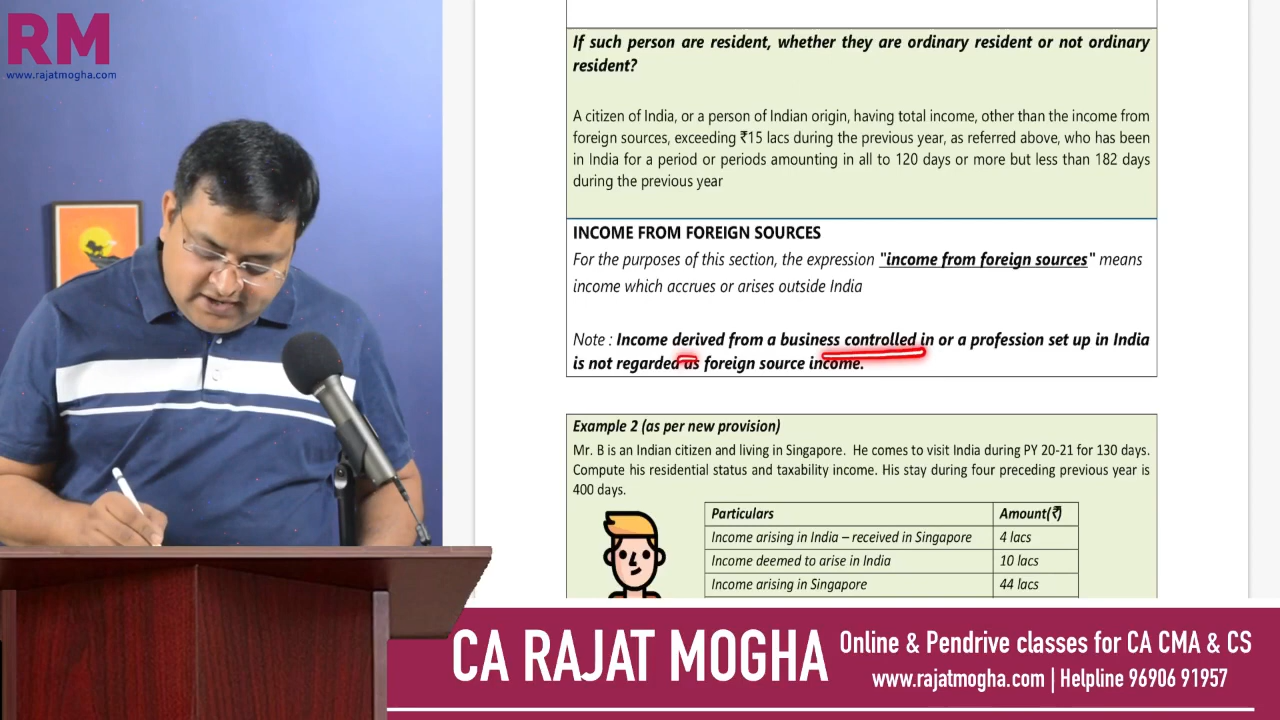 RM
www.rajatmogha.com
If such person are resident, whether they are ordinary resident or not ordinary
resident?
A citizen of India, or a person of Indian origin, having total income, other than the income from
foreign sources, exceeding ₹15 lacs during the previous year, as referred above, who has been
in India for a period or periods amounting in all to 120 days or more but less than 182 days
during the previous year
INCOME FROM FOREIGN SOURCES
For the purposes of this section, the expression "income from foreign sources" means
income which accrues or arises outside India
Note : Income derived from a business controlled in or a profession set up in India
is not regarded as foreign source income.
Example 2 (as per new provision)
Mr. B is an Indian citizen and living in Singapore. He comes to visit India during PY 20-21 for 130 days.
Compute his residential status and taxability income. His stay during four preceding previous year is
400 days.
Particulars Amount(₹)
Income arising in India – received in Singapore 4 lacs
Income deemed to arise in India 10 lacs
Income arising in Singapore 44 lacs
CA RAJAT MOGHA
Online & Pendrive classes for CA CMA & CS
www.rajatmogha.com | Helpline 96906 91957